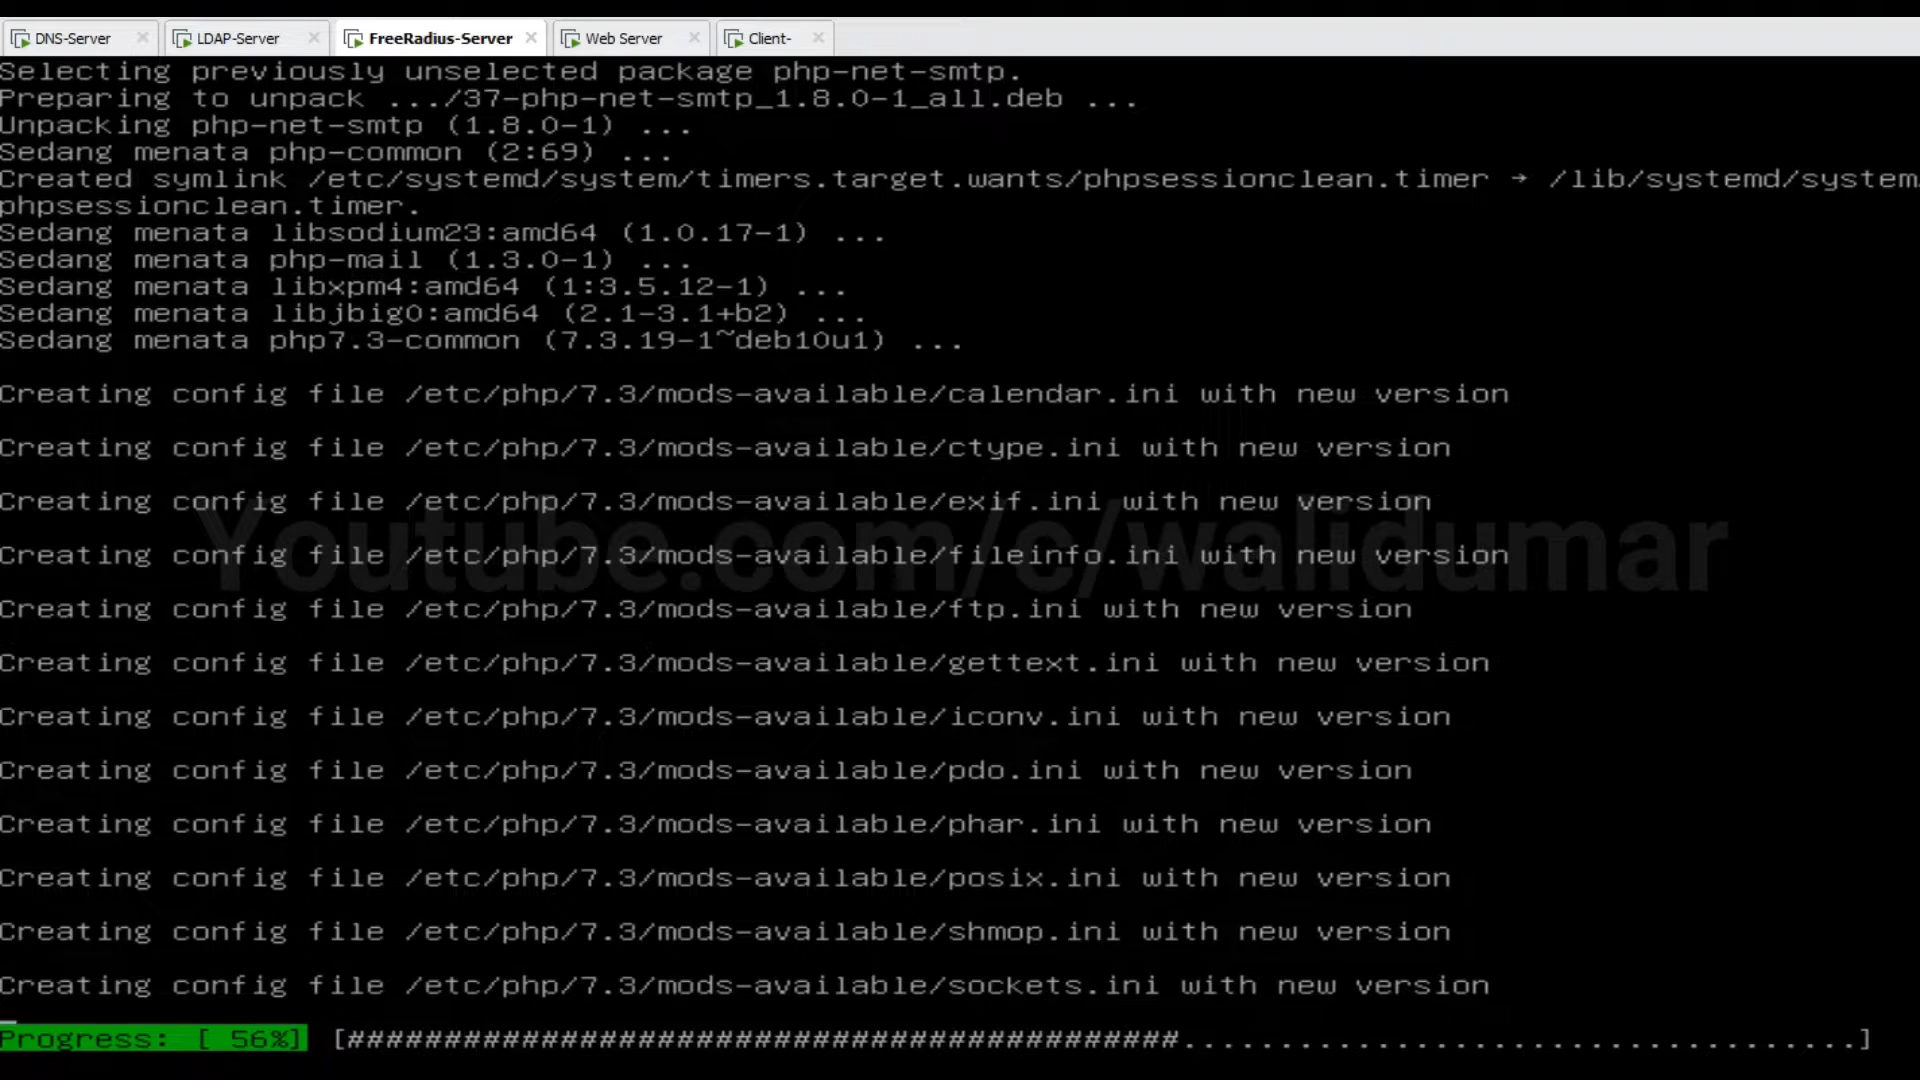 DNS-Server LDAP-Server FreeRadius-Server Web Server Client-
Selecting previously unselected package php-net-smtp.
Preparing to unpack .../37-php-net-smtp_1.8.0-1_all.deb ...
Unpacking php-net-smtp (1.8.0-1) ...
Sedang menata php-common (2:69) ...
Created symlink /etc/systemd/system/timers.target.wants/phpsessionclean.timer → /lib/systemd/system
phpsessionclean.timer.
Sedang menata libsodium23:amd64 (1.0.17-1) ...
Sedang menata php-mail (1.3.0-1) ...
Sedang menata libxpm4:amd64 (1:3.5.12-1) ...
Sedang menata libjbig0:amd64 (2.1-3.1+b2) ...
Sedang menata php7.3-common (7.3.19-1~deb10u1) ...
Creating config file /etc/php/7.3/mods-available/calendar.ini with new version
Creating config file /etc/php/7.3/mods-available/ctype.ini with new version
Creating config file /etc/php/7.3/mods-available/exif.ini with new version
Youtube.com/c/walidumar
Creating config file /etc/php/7.3/mods-available/fileinfo.ini with new version
Creating config file /etc/php/7.3/mods-available/ftp.ini with new version
Creating config file /etc/php/7.3/mods-available/gettext.ini with new version
Creating config file /etc/php/7.3/mods-available/iconv.ini with new version
Creating config file /etc/php/7.3/mods-available/pdo.ini with new version
Creating config file /etc/php/7.3/mods-available/phar.ini with new version
Creating config file /etc/php/7.3/mods-available/posix.ini with new version
Creating config file /etc/php/7.3/mods-available/shmop.ini with new version
Creating config file /etc/php/7.3/mods-available/sockets.ini with new version
Progress: [ 56%] [###########################################...................................]